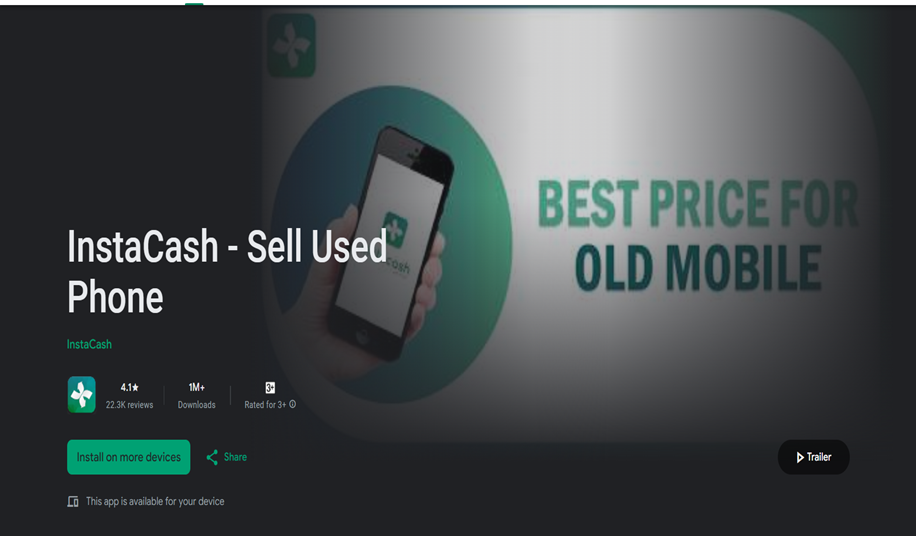 BEST PRICE FOR
OLD MOBILE
InstaCash - Sell Used
Phone
InstaCash
4.1★
22.3K reviews
1M+
Downloads
3+
Rated for 3+
Install on more devices
Share
Trailer
This app is available for your device